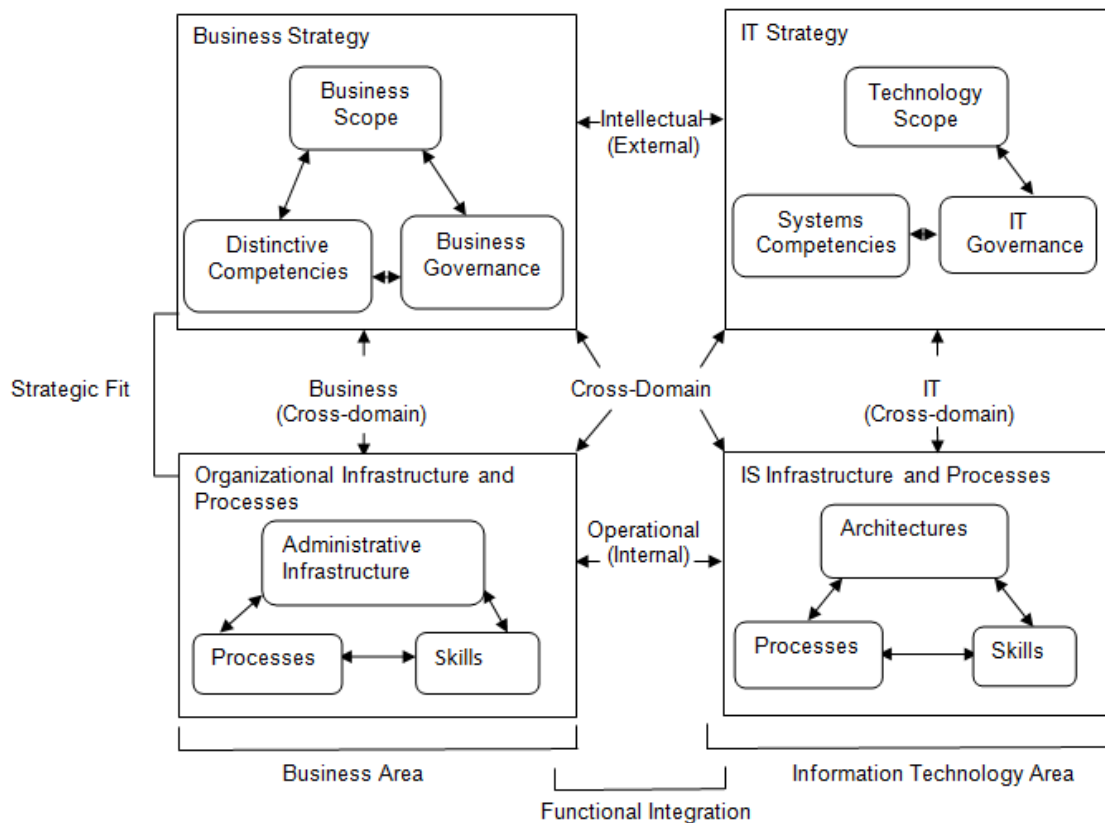 Business Strategy
IT Strategy
Business
Scope
Technology
Scope
Intellectual
(External)
Distinctive
Competencies
Business
Governance
Systems
Competencies
IT
Governance
Strategic Fit
Business
(Cross-domain)
Cross-Domain
IT
(Cross-domain)
Organizational Infrastructure and
Processes
IS Infrastructure and Processes
Administrative
Infrastructure
Operational
(Internal)
Architectures
Processes
Skills
Processes
Skills
Business Area
Information Technology Area
Functional Integration